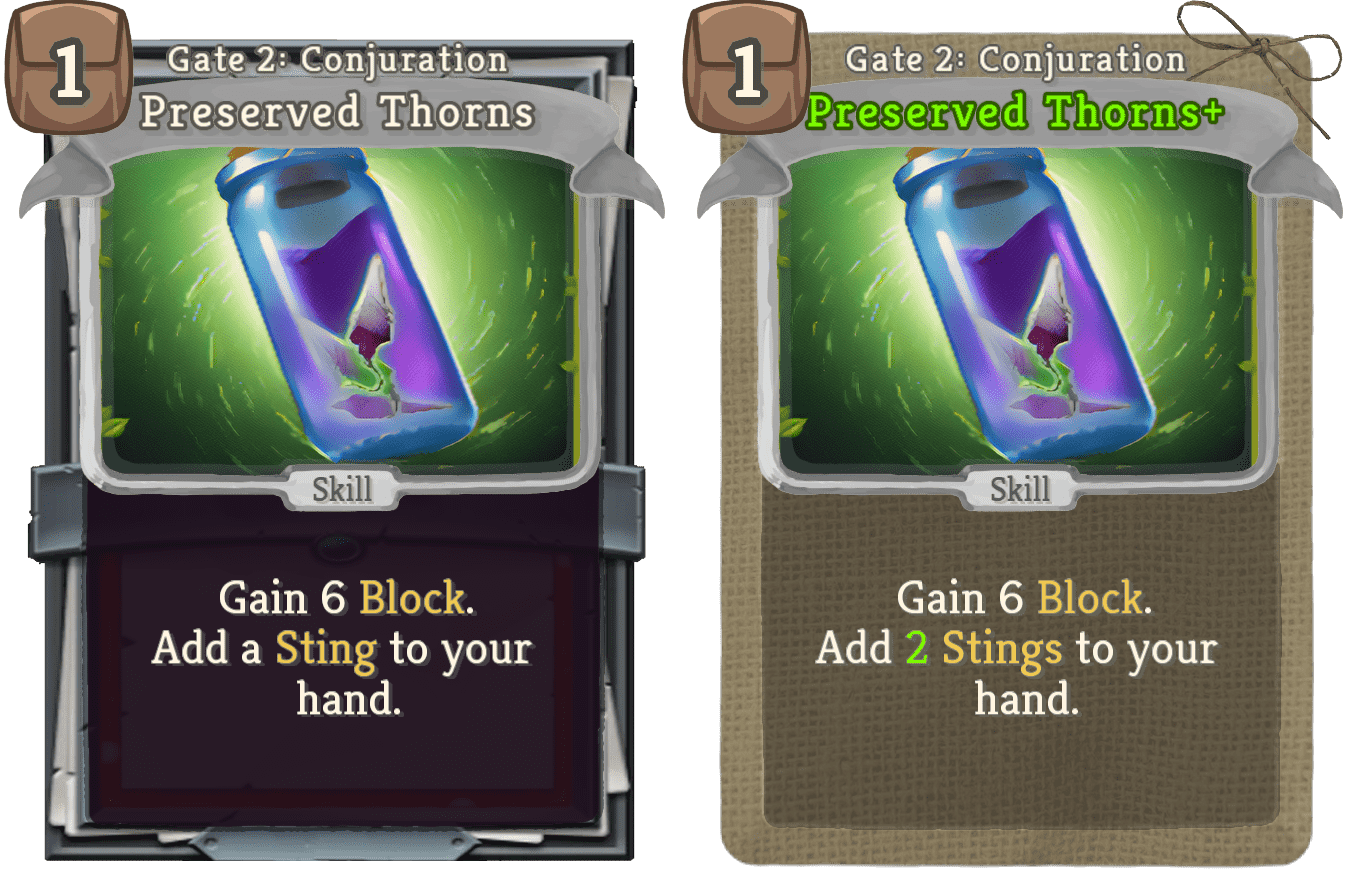 1
Gate 2: Conjuration
Preserved Thorns
Skill
Gain 6 Block.
Add a Sting to your
hand.
1
Gate 2: Conjuration
Preserved Thorns+
Skill
Gain 6 Block.
Add 2 Stings to your
hand.